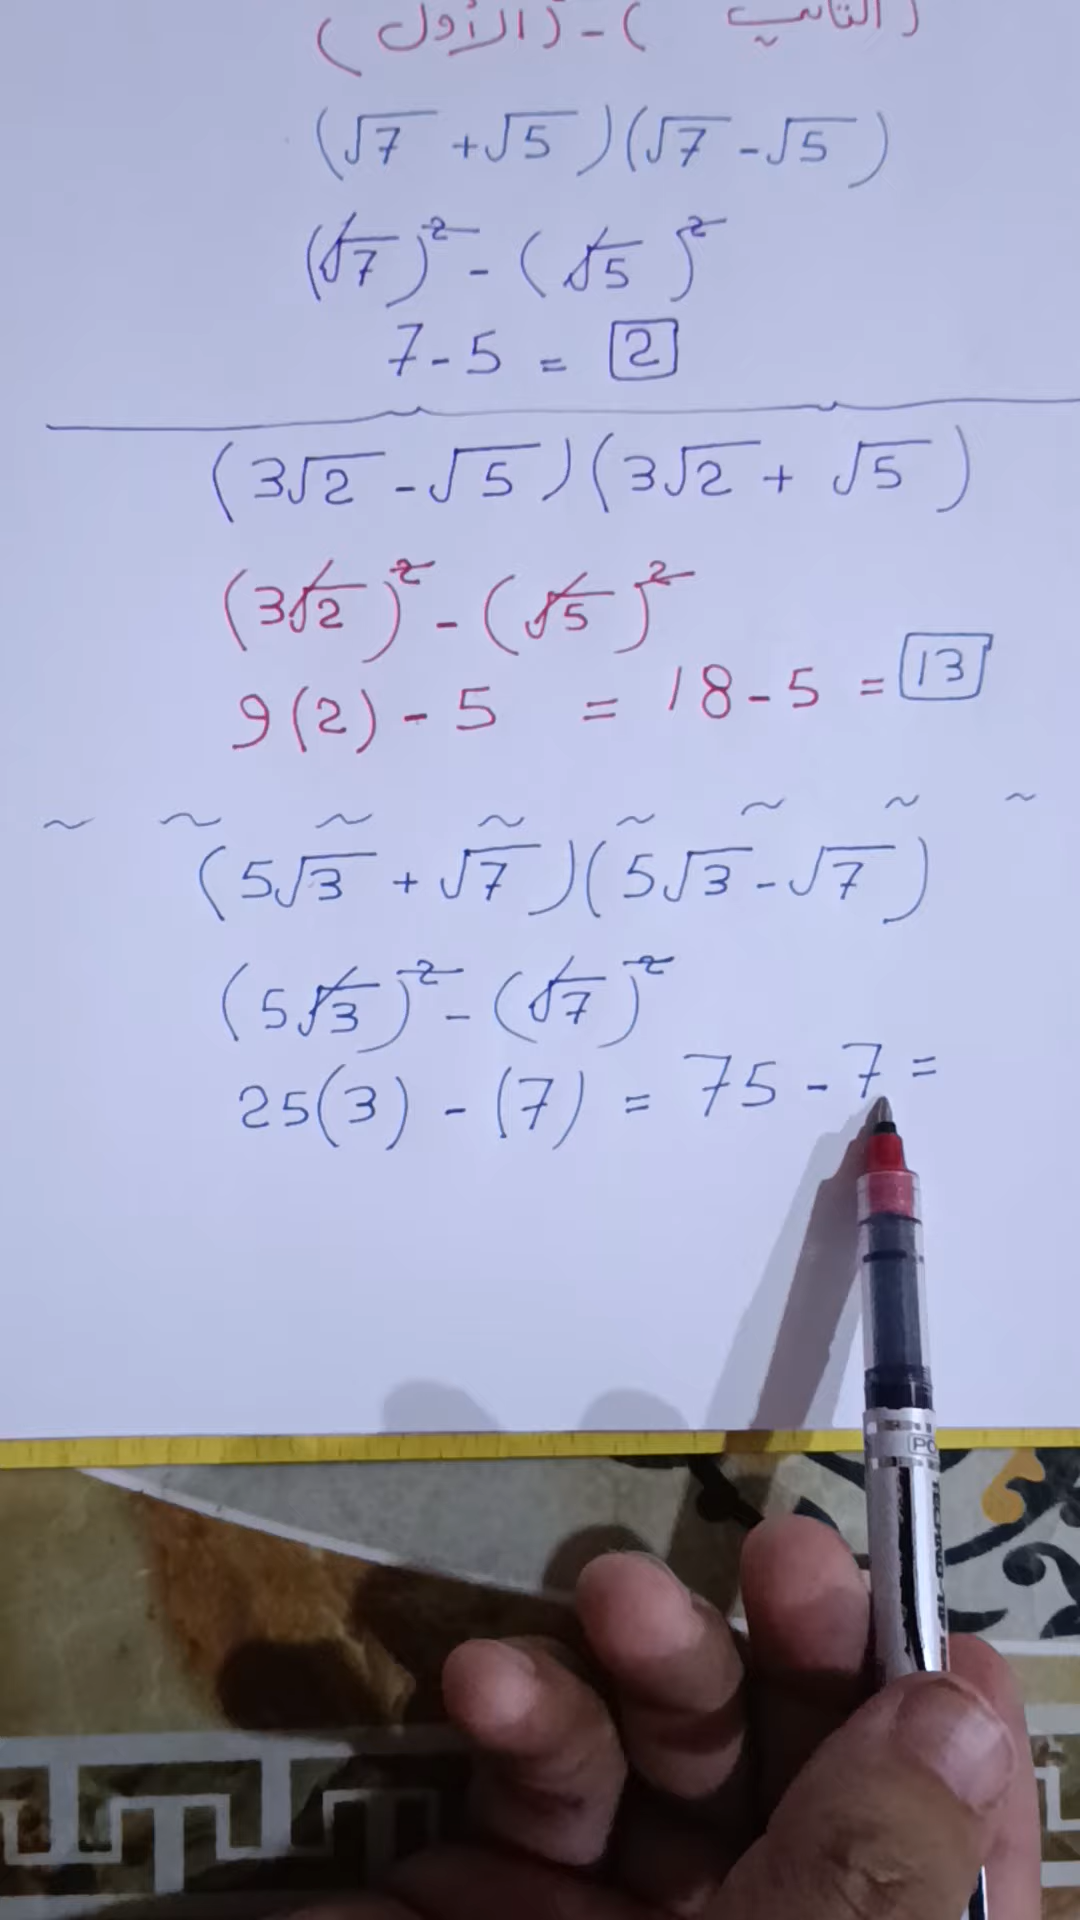 (الثاني) - (الأول)
(√7 + √5)(√7 - √5)
(√7)² - (√5)²
7 - 5 = 2
(3√2 - √5)(3√2 + √5)
(3√2)² - (√5)²
9(2) - 5 = 18 - 5 = 13
~ ~ ~ ~ ~ ~ ~ ~
(5√3 + √7)(5√3 - √7)
(5√3)² - (√7)²
25(3) - (7) = 75 - 7 =